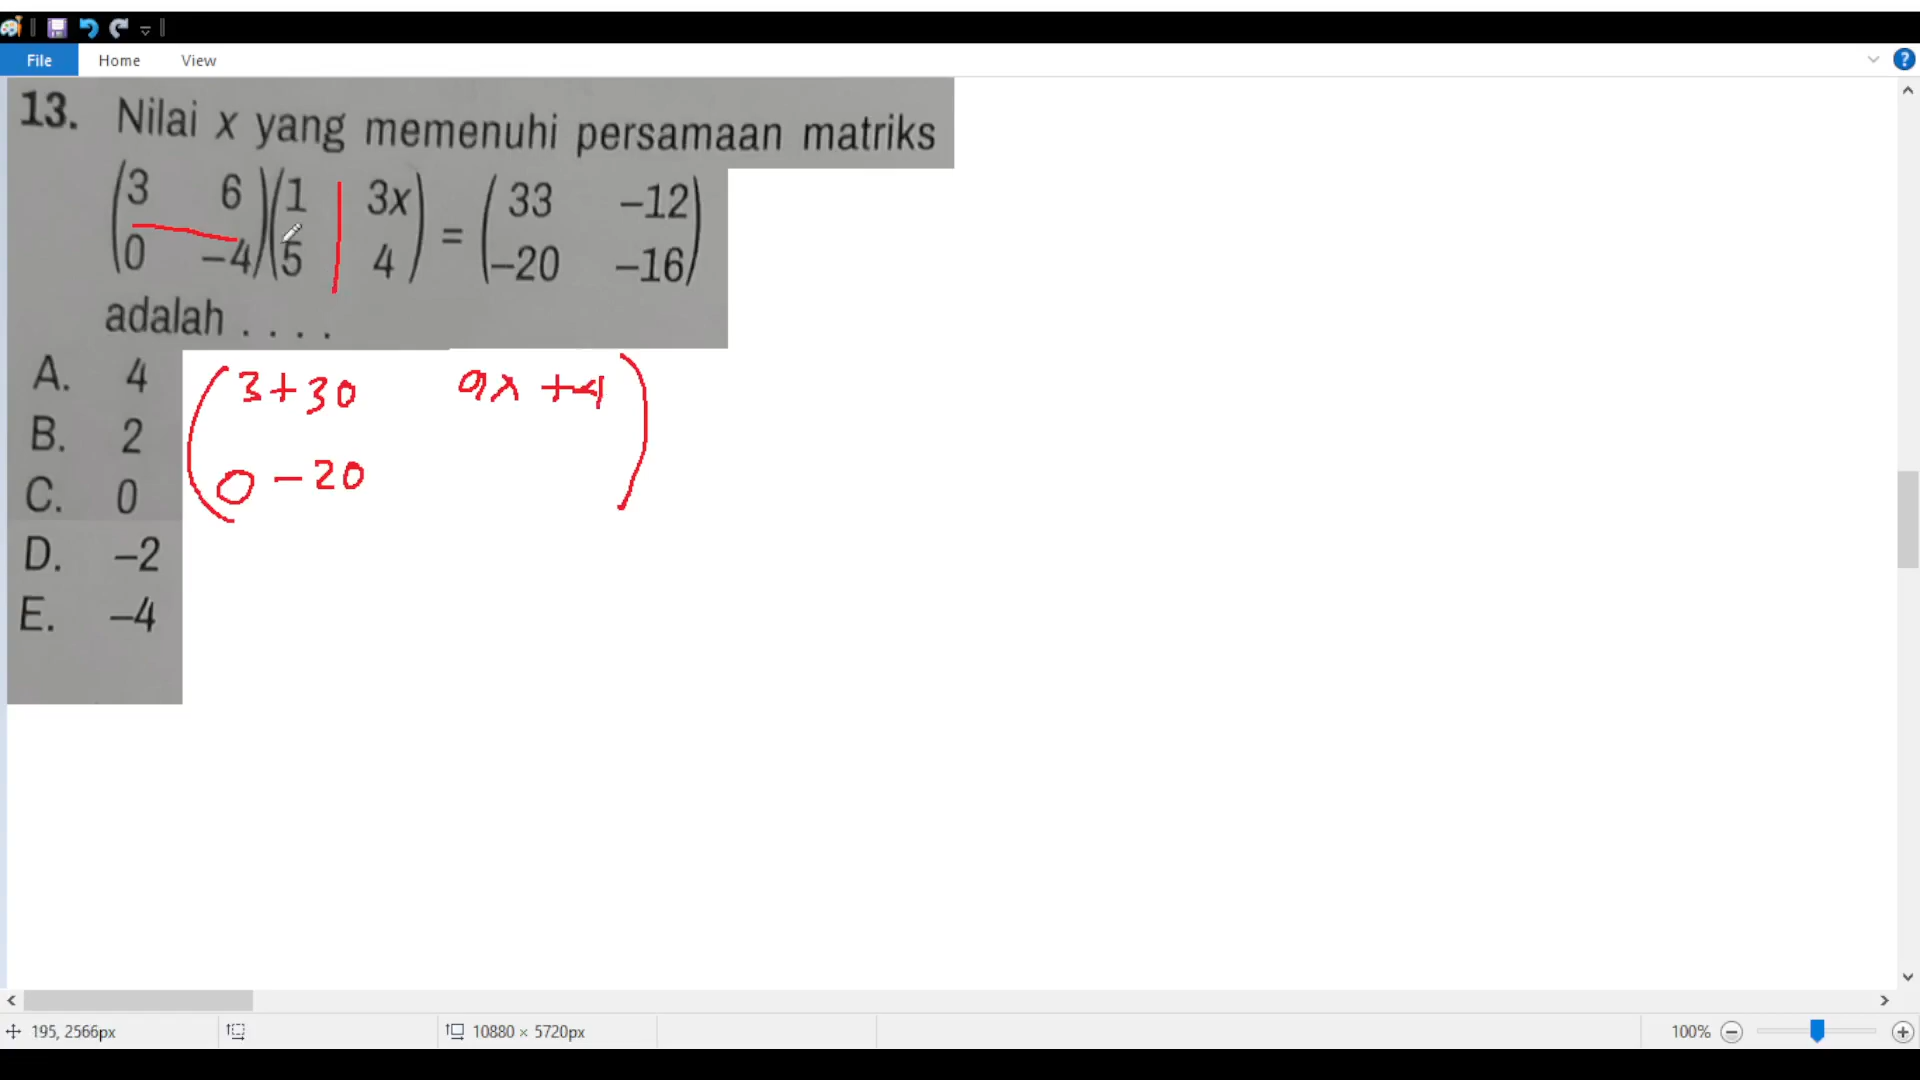 File Home View
13. Nilai x yang memenuhi persamaan matriks
(3 6) (1 3x) = (33 −12)
(0 −4) (5 4) (−20 −16)
adalah . . . .
A. 4
B. 2
C. 0
D. −2
E. −4
3+30 9x +4
0 −20
195, 2566px 10880 × 5720px 100%